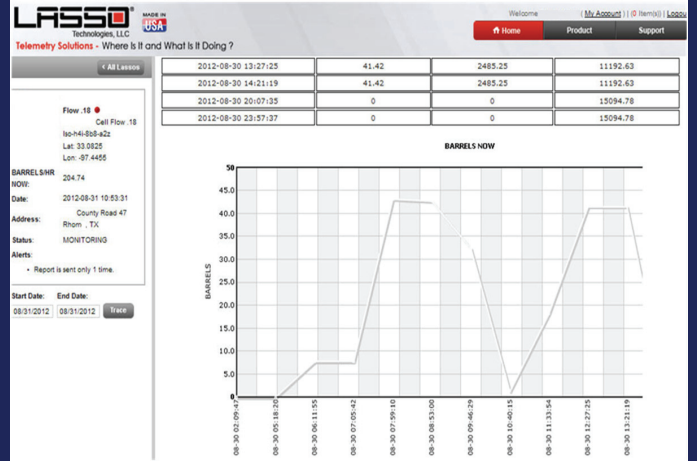 LASSO®
Technologies, LLC
MADE IN
USA
Telemetry Solutions - Where Is It and What Is It Doing ?
Welcome (My Account) | (0 Item(s)) | Logou
Home Product Support
< All Lassos
Flow .18
Cell Flow .18
lso-h4i-8b8-a2z
Lat: 33.0825
Lon: -97.4466
BARRELS/HR NOW: 204.74
Date: 2012-08-31 10:53:31
Address: County Road 47
Rhom , TX
Status: MONITORING
Alerts:
• Report is sent only 1 time.
Start Date: End Date:
08/31/2012 08/31/2012 Trace
2012-08-30 13:27:25 41.42 2485.25 11192.63
2012-08-30 14:21:19 41.42 2485.25 11192.63
2012-08-30 20:07:35 0 0 15094.78
2012-08-30 23:57:37 0 0 15094.78
BARRELS NOW
BARRELS
50
45.0
40.0
35.0
30.0
25.0
20.0
15.0
10.0
5.0
0
08-30 02:09:47
08-30 05:18:20
08-30 06:11:55
08-30 07:05:42
08-30 07:59:10
08-30 08:53:00
08-30 09:46:29
08-30 10:40:15
08-30 11:33:54
08-30 12:27:25
08-30 13:21:19